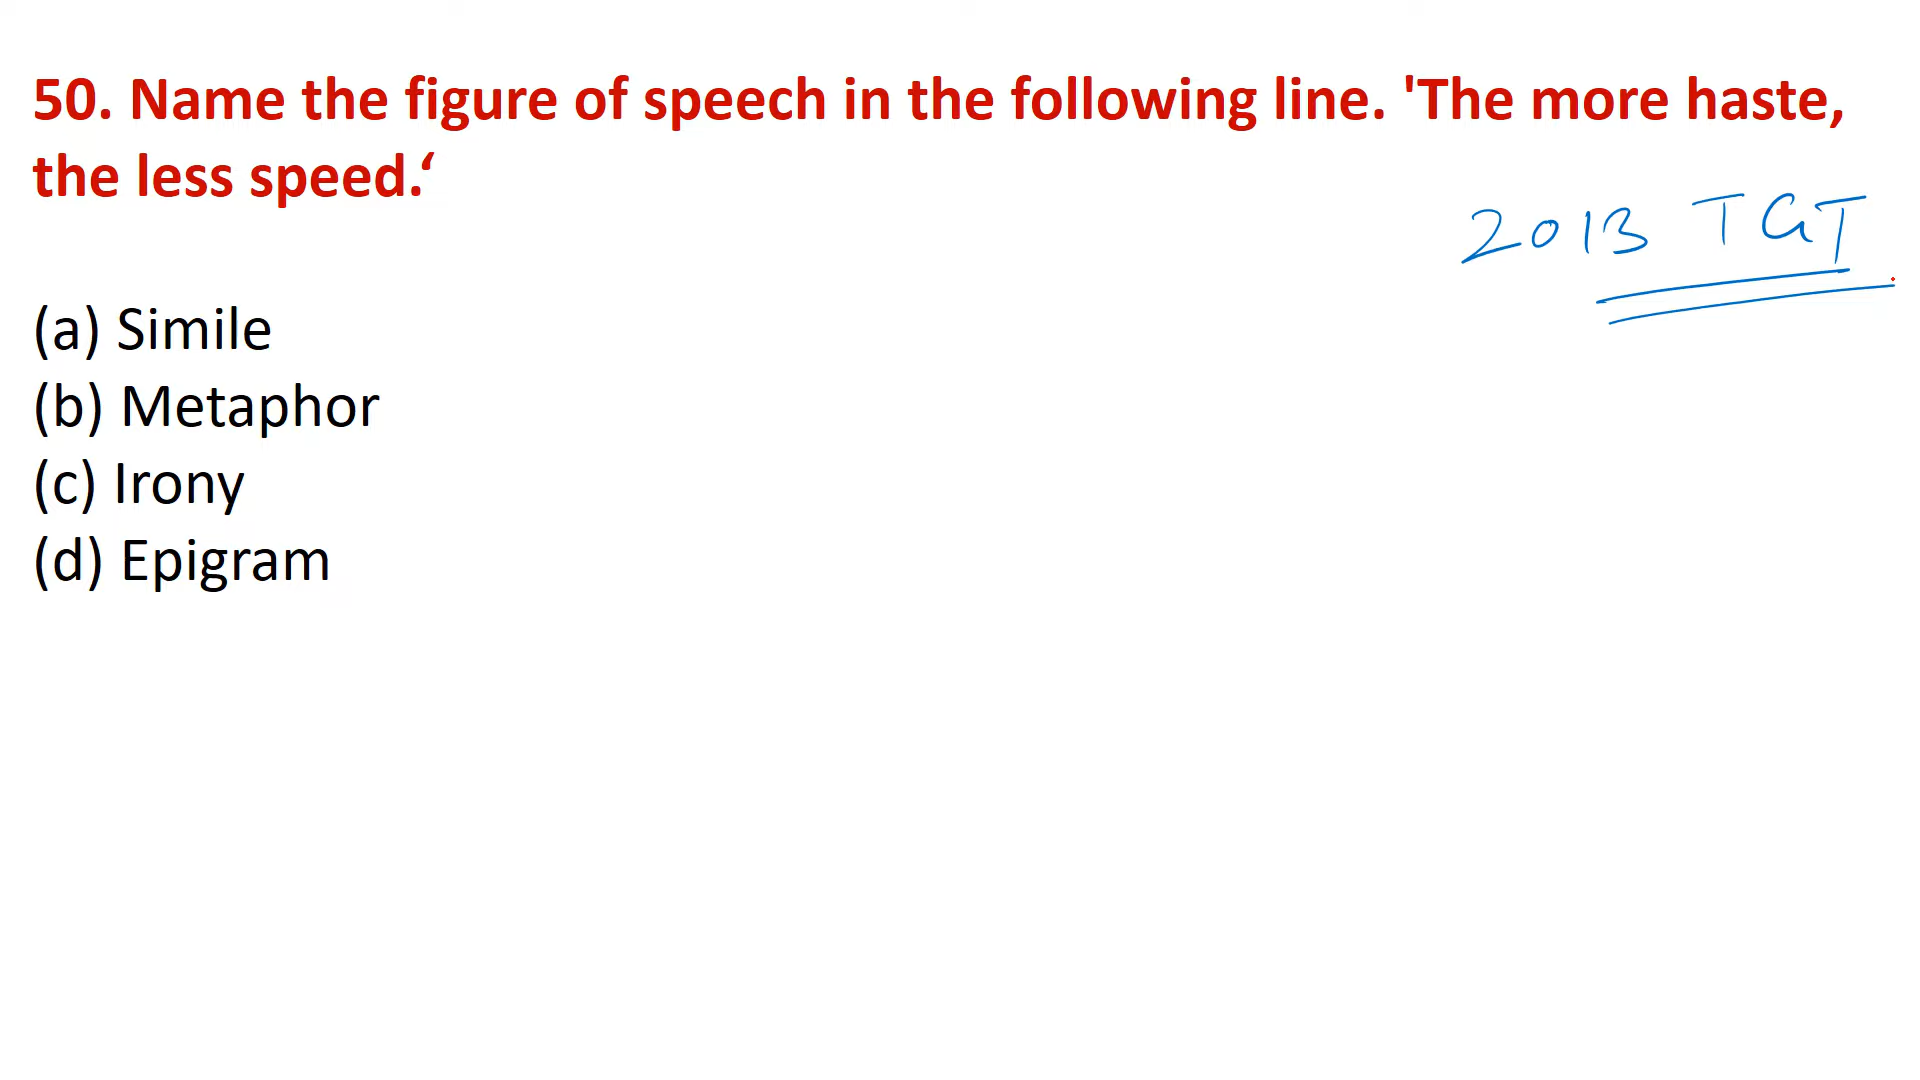 50. Name the figure of speech in the following line. 'The more haste,
the less speed.‘
2013 TGT
(a) Simile
(b) Metaphor
(c) Irony
(d) Epigram